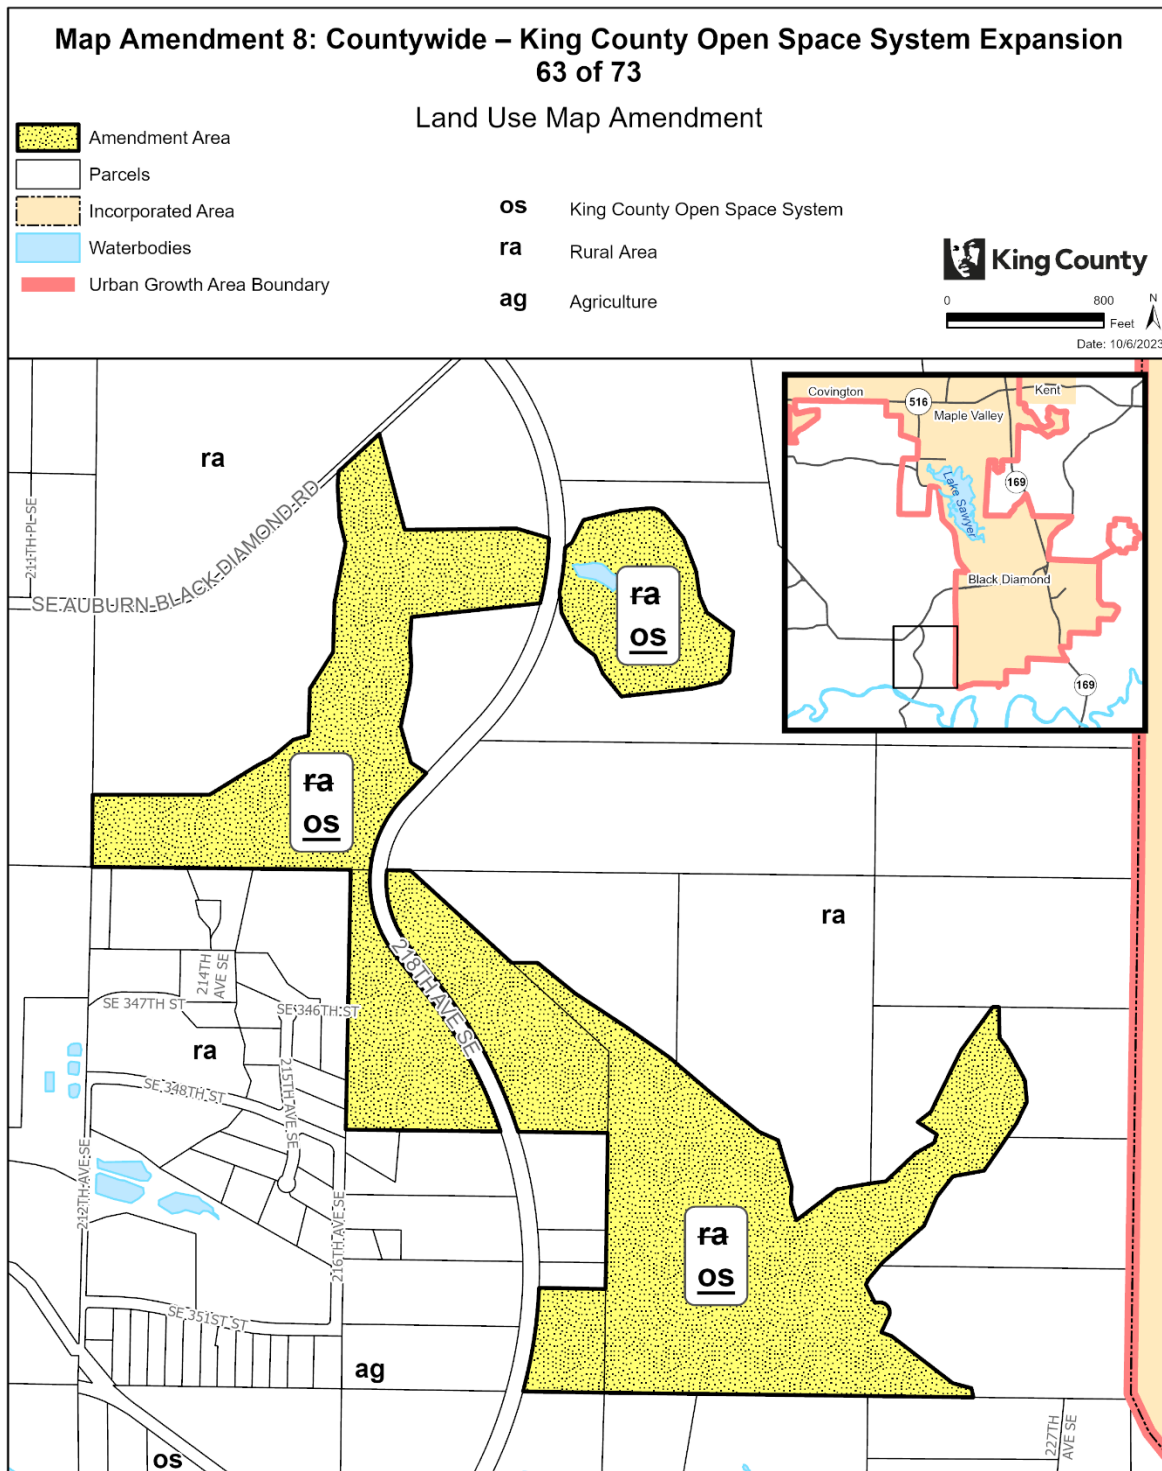 Map Amendment 8: Countywide – King County Open Space System Expansion
63 of 73
Land Use Map Amendment
Amendment Area
Parcels
Incorporated Area
Waterbodies
Urban Growth Area Boundary
os King County Open Space System
ra Rural Area
ag Agriculture
King County
0 800
Feet
N
Date: 10/6/2023
Covington
Kent
516
Maple Valley
169
Lake Sawyer
Black Diamond
169
ra
211TH PL SE
SE AUBURN-BLACK DIAMOND RD
ra
os
ra
os
ra
218TH AVE SE
214TH
AVE SE
SE 347TH ST
SE 346TH ST
ra
215TH AVE SE
SE 348TH ST
212TH AVE SE
216TH AVE SE
ra
os
SE 351ST ST
ag
227TH
AVE SE
os